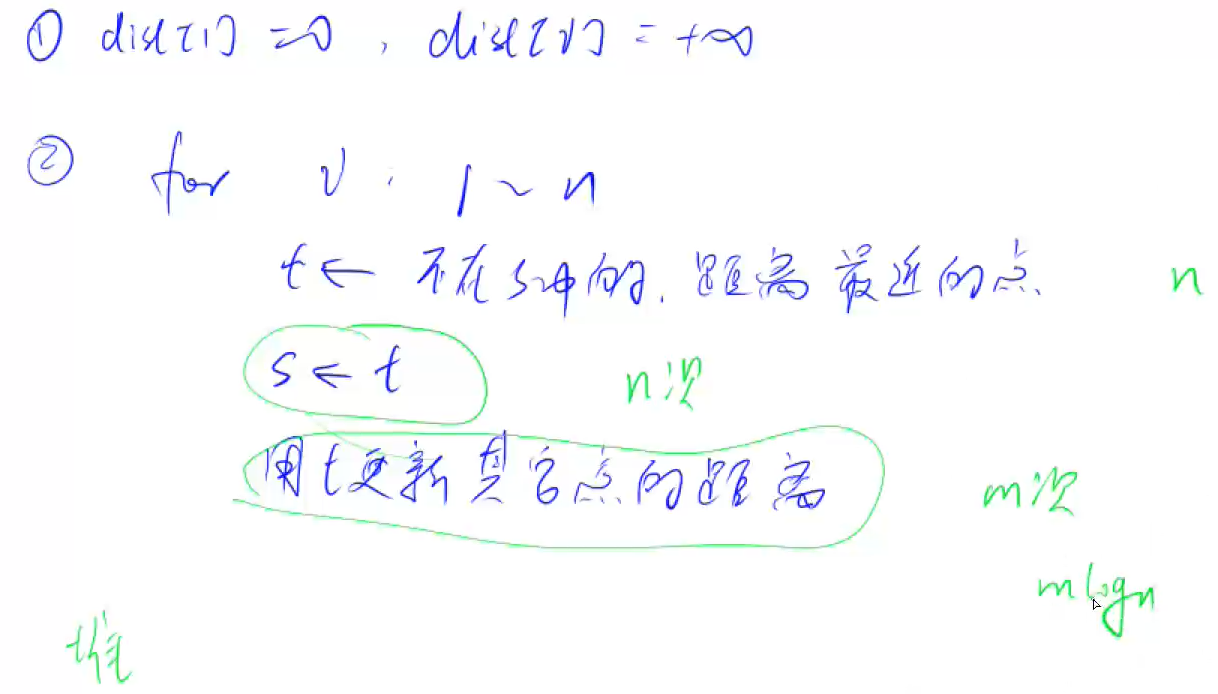 ① dist[1] = 0, dist[v] = +∞
② for v : 1 ~ n
t ← 不在s中的, 距离最近的点 n
s ← t n次
用t更新其它点的距离 m次
mlogn
堆